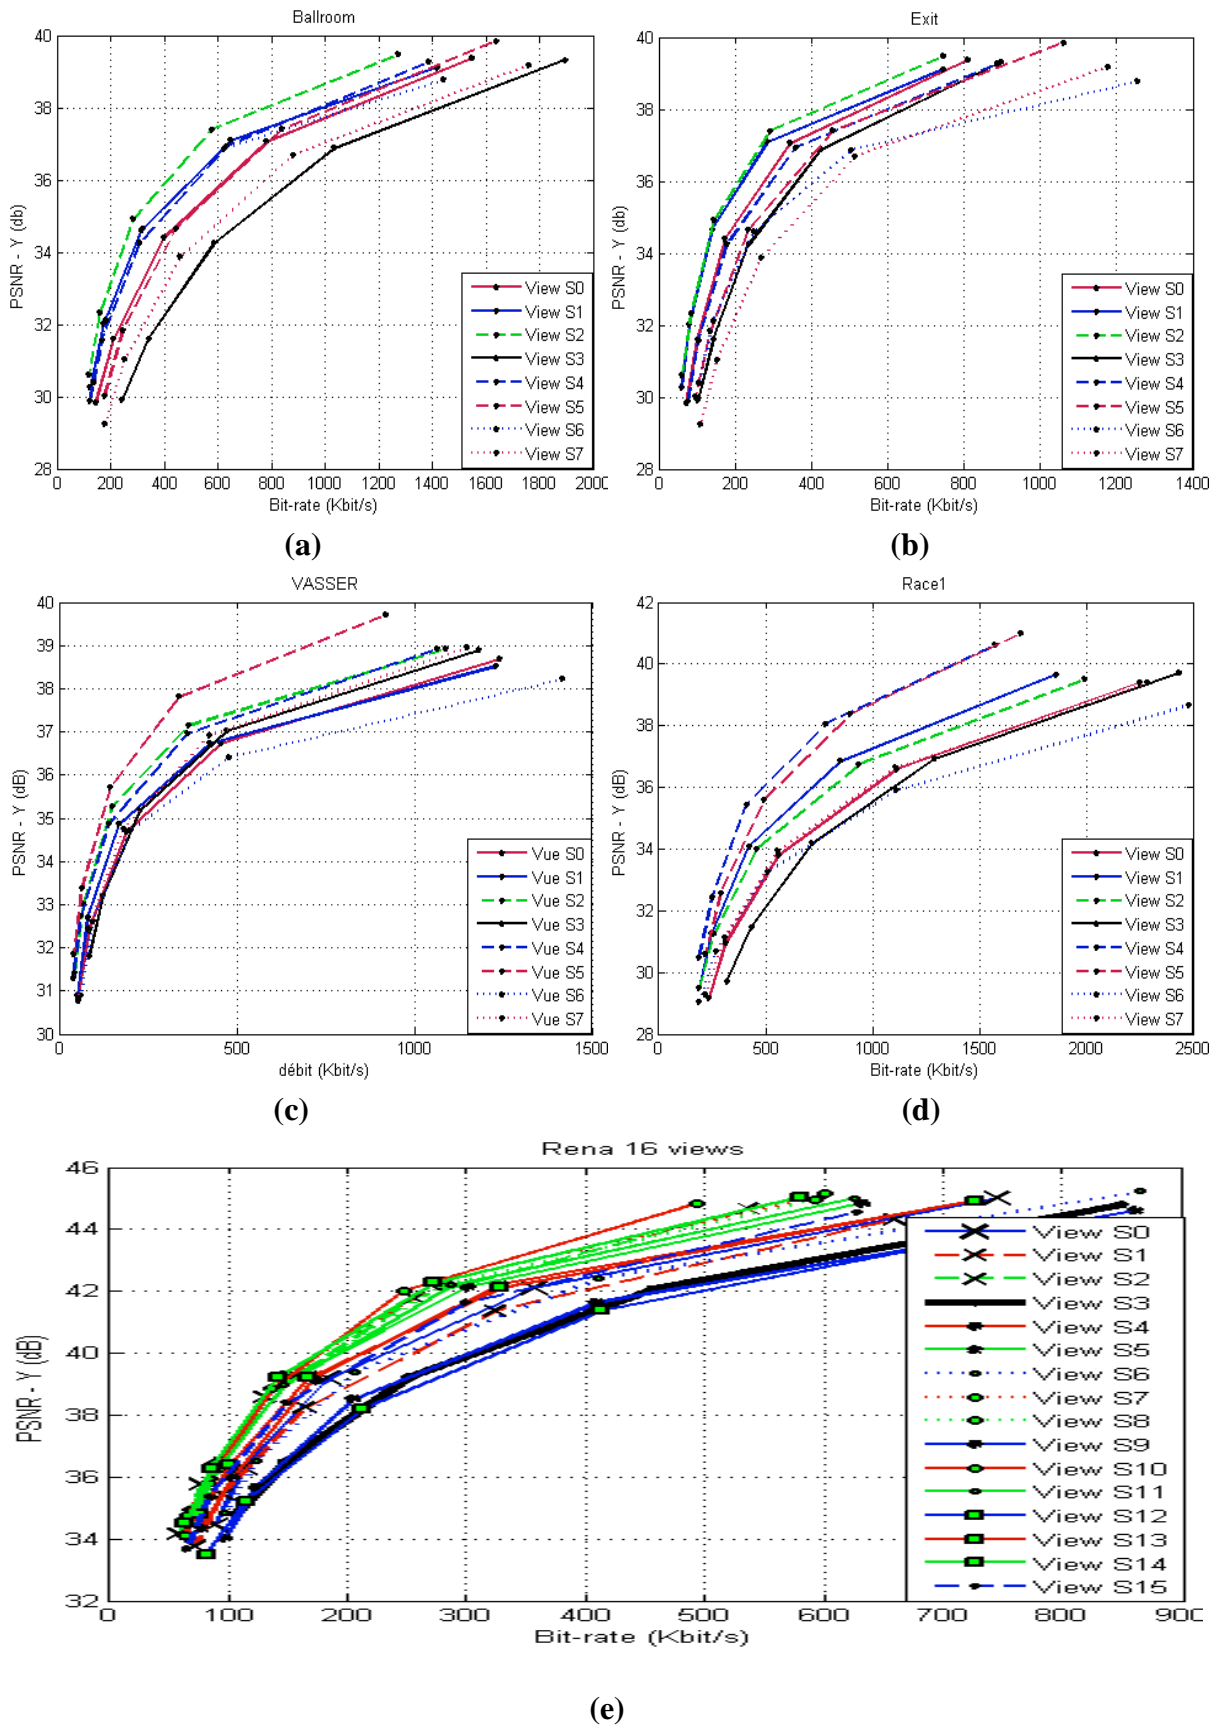 Ballroom
40
38
36
34
32
30
28
PSNR - Y (db)
0 200 400 600 800 1000 1200 1400 1600 1800 2000
Bit-rate (Kbit/s)
View S0
View S1
View S2
View S3
View S4
View S5
View S6
View S7
(a)
Exit
40
38
36
34
32
30
28
PSNR - Y (db)
0 200 400 600 800 1000 1200 1400
Bit-rate (Kbit/s)
View S0
View S1
View S2
View S3
View S4
View S5
View S6
View S7
(b)
VASSER
40
39
38
37
36
35
34
33
32
31
30
PSNR - Y (dB)
0 500 1000 1500
débit (Kbit/s)
Vue S0
Vue S1
Vue S2
Vue S3
Vue S4
Vue S5
Vue S6
Vue S7
(c)
Race1
42
40
38
36
34
32
30
28
PSNR - Y (dB)
0 500 1000 1500 2000 2500
Bit-rate (Kbit/s)
View S0
View S1
View S2
View S3
View S4
View S5
View S6
View S7
(d)
Rena 16 views
46
44
42
40
38
36
34
32
PSNR - Y (dB)
0 100 200 300 400 500 600 700 800 900
Bit-rate (Kbit/s)
View S0
View S1
View S2
View S3
View S4
View S5
View S6
View S7
View S8
View S9
View S10
View S11
View S12
View S13
View S14
View S15
(e)